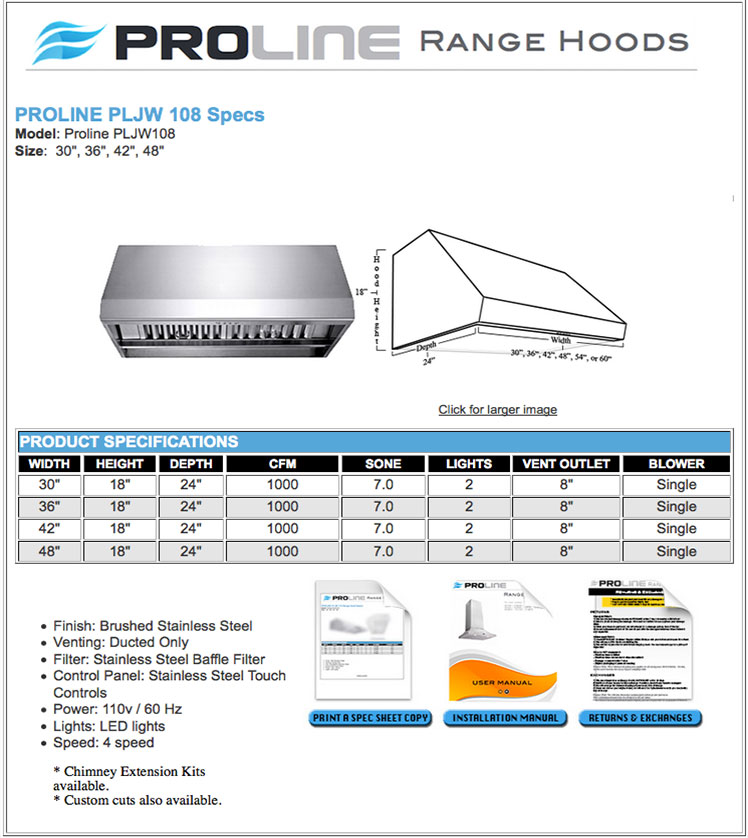 PROLINE RANGE HOODS
PROLINE PLJW 108 Specs
Model: Proline PLJW108
Size: 30", 36", 42", 48"
Hood Height
18"
Depth
24"
Width
30", 36", 42", 48", 54", or 60"
Click for larger image
PRODUCT SPECIFICATIONS
WIDTH HEIGHT DEPTH CFM SONE LIGHTS VENT OUTLET BLOWER
30" 18" 24" 1000 7.0 2 8" Single
36" 18" 24" 1000 7.0 2 8" Single
42" 18" 24" 1000 7.0 2 8" Single
48" 18" 24" 1000 7.0 2 8" Single
• Finish: Brushed Stainless Steel
• Venting: Ducted Only
• Filter: Stainless Steel Baffle Filter
• Control Panel: Stainless Steel Touch
Controls
• Power: 110v / 60 Hz
• Lights: LED lights
• Speed: 4 speed
* Chimney Extension Kits
available.
* Custom cuts also available.
PROLINE RANGE
PRINT A SPEC SHEET COPY
PROLINE
RANGE
USER MANUAL
INSTALLATION MANUAL
PROLINE
RETURNS & EXCHANGES